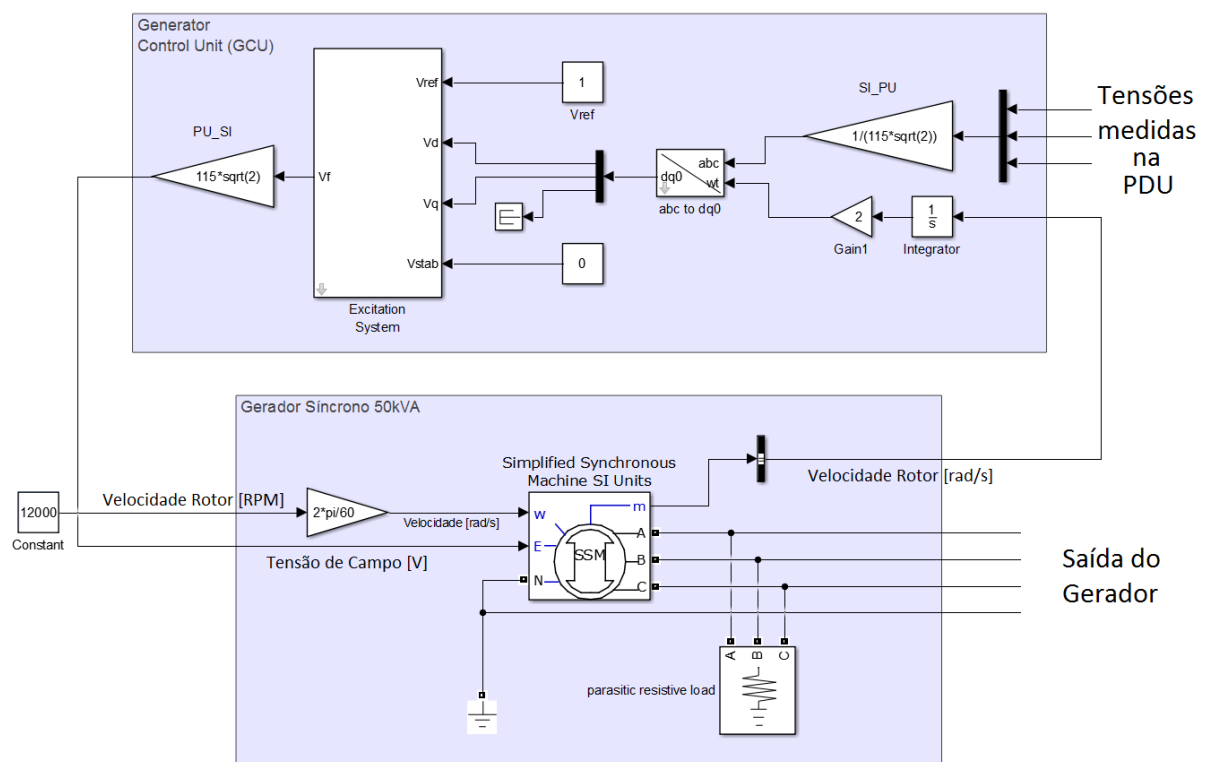 Generator
Control Unit (GCU)
Vref
Vd
Vq
Vstab
Vf
Excitation
System
PU_SI
115*sqrt(2)
1
Vref
0
abc
dq0
wt
abc to dq0
SI_PU
1/(115*sqrt(2))
2
Gain1
1
s
Integrator
Tensões
medidas
na
PDU
Gerador Síncrono 50kVA
12000
Constant
Velocidade Rotor [RPM]
2*pi/60
Velocidade [rad/s]
Tensão de Campo [V]
Simplified Synchronous
Machine SI Units
w
E
N
m
A
B
C
SSM
Velocidade Rotor [rad/s]
Saída do
Gerador
A
B
C
parasitic resistive load